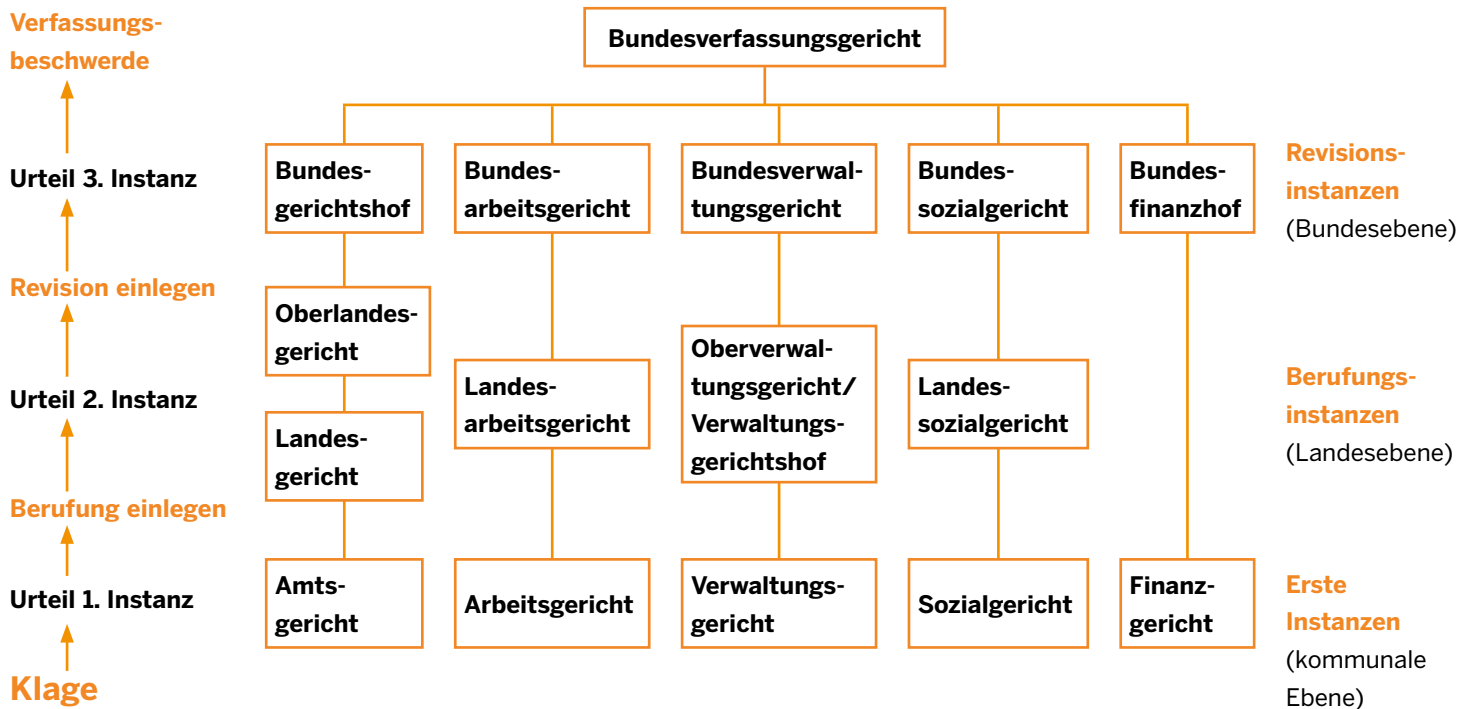 Verfassungs-
beschwerde
Bundesverfassungsgericht
Urteil 3. Instanz
Bundes-
gerichtshof
Bundes-
arbeitsgericht
Bundesverwal-
tungsgericht
Bundes-
sozialgericht
Bundes-
finanzhof
Revisions-
instanzen
(Bundesebene)
Revision einlegen
Oberlandes-
gericht
Urteil 2. Instanz
Landes-
gericht
Landes-
arbeitsgericht
Oberverwal-
tungsgericht/
Verwaltungs-
gerichtshof
Landes-
sozialgericht
Berufungs-
instanzen
(Landesebene)
Berufung einlegen
Urteil 1. Instanz
Amts-
gericht
Arbeitsgericht
Verwaltungs-
gericht
Sozialgericht
Finanz-
gericht
Erste
Instanzen
(kommunale
Ebene)
Klage